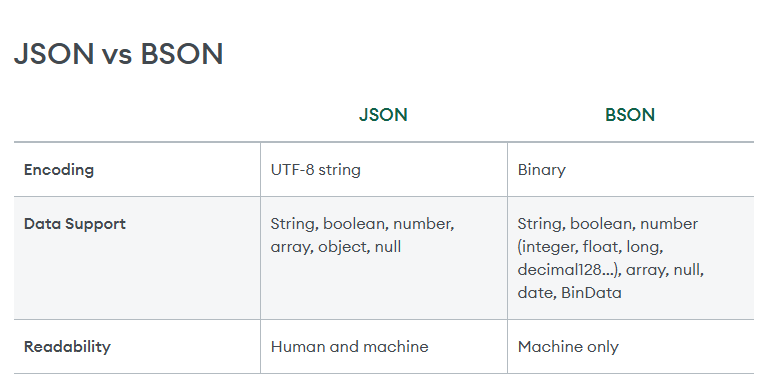 JSON vs BSON
JSON
BSON
Encoding
UTF-8 string
Binary
Data Support
String, boolean, number,
array, object, null
String, boolean, number
(integer, float, long,
decimal128...), array, null,
date, BinData
Readability
Human and machine
Machine only